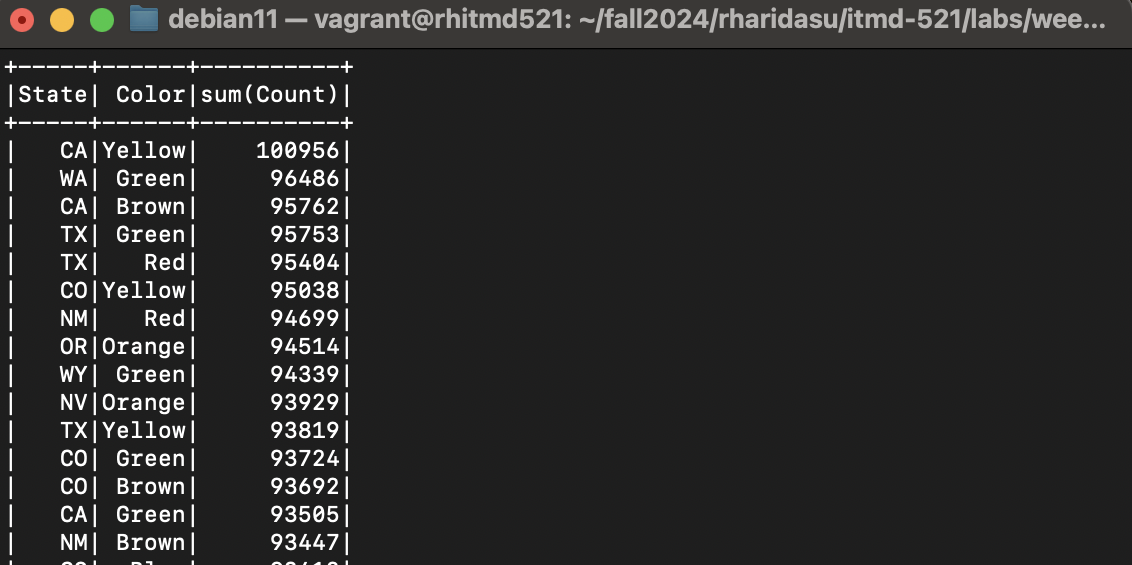 debian11 — vagrant@rhitmd521: ~/fall2024/rharidasu/itmd-521/labs/wee...
+-----+------+----------+
|State| Color|sum(Count)|
+-----+------+----------+
|   CA|Yellow|    100956|
|   WA| Green|     96486|
|   CA| Brown|     95762|
|   TX| Green|     95753|
|   TX|   Red|     95404|
|   CO|Yellow|     95038|
|   NM|   Red|     94699|
|   OR|Orange|     94514|
|   WY| Green|     94339|
|   NV|Orange|     93929|
|   TX|Yellow|     93819|
|   CO| Green|     93724|
|   CO| Brown|     93692|
|   CA| Green|     93505|
|   NM| Brown|     93447|